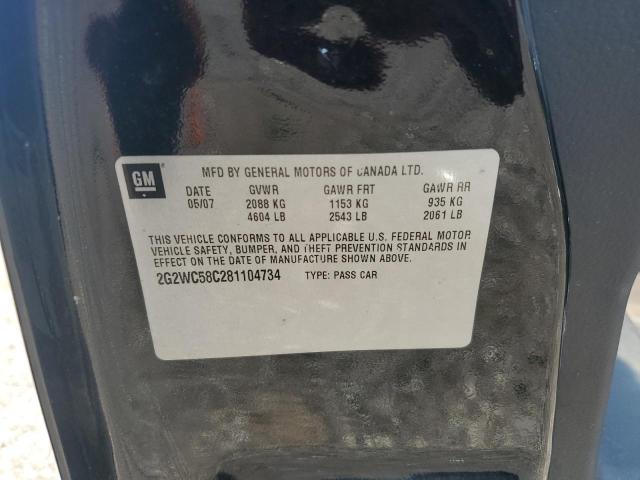 GM
MFD BY GENERAL MOTORS OF CANADA LTD.
DATE GVWR GAWR FRT GAWR RR
05/07 2088 KG 1153 KG 935 KG
4604 LB 2543 LB 2061 LB
THIS VEHICLE CONFORMS TO ALL APPLICABLE U.S. FEDERAL MOTOR
VEHICLE SAFETY, BUMPER, AND THEFT PREVENTION STANDARDS IN
EFFECT ON THE DATE OF MANUFACTURE SHOWN ABOVE.
2G2WC58C281104734 TYPE: PASS CAR